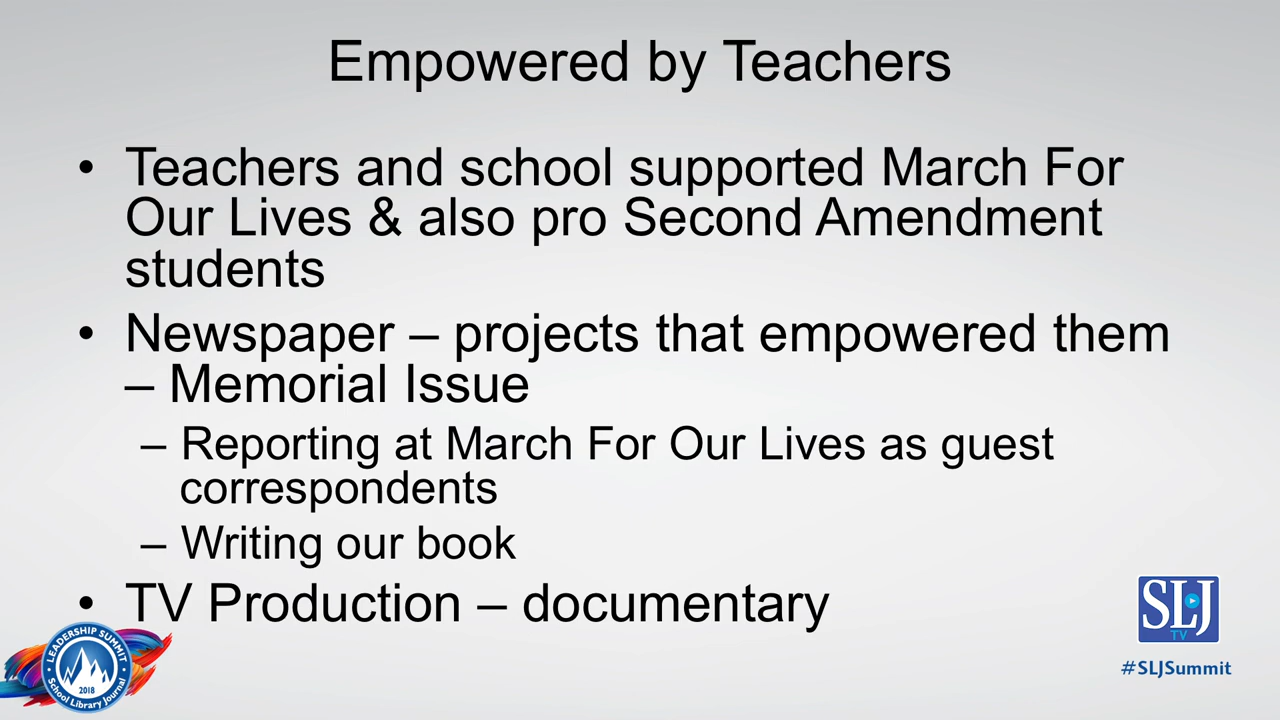 Empowered by Teachers
• Teachers and school supported March For
Our Lives & also pro Second Amendment
students
• Newspaper – projects that empowered them
– Memorial Issue
– Reporting at March For Our Lives as guest
correspondents
– Writing our book
• TV Production – documentary
LEADERSHIP SUMMIT
2018
School Library Journal
SLJ
TV
#SLJSummit